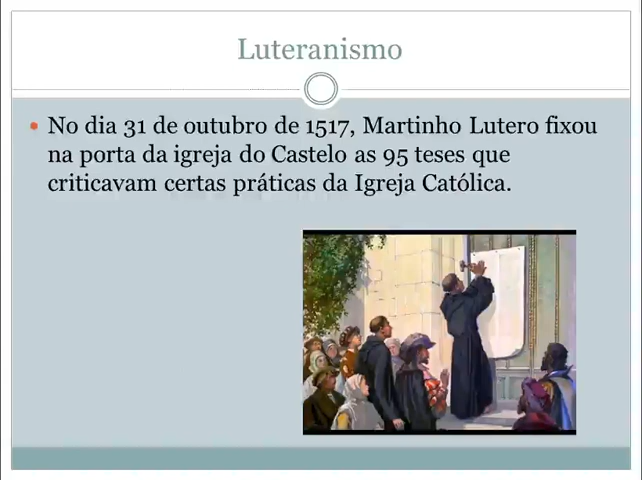 Luteranismo
• No dia 31 de outubro de 1517, Martinho Lutero fixou
na porta da igreja do Castelo as 95 teses que
criticavam certas práticas da Igreja Católica.